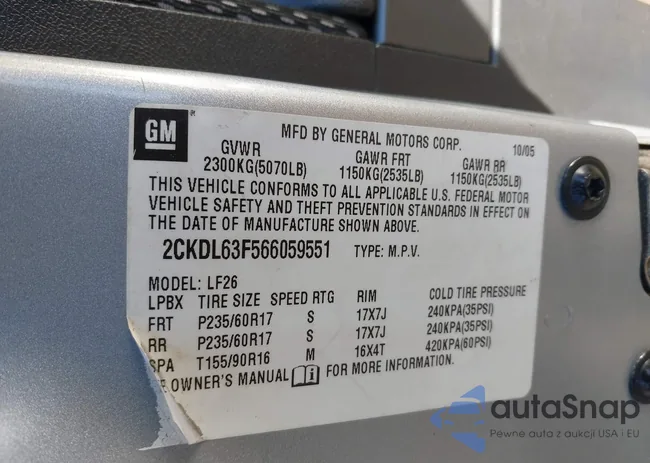 GM
MFD BY GENERAL MOTORS CORP. 10/05
GVWR GAWR FRT GAWR RR
2300KG(5070LB) 1150KG(2535LB) 1150KG(2535LB)
THIS VEHICLE CONFORMS TO ALL APPLICABLE U.S. FEDERAL MOTOR
VEHICLE SAFETY AND THEFT PREVENTION STANDARDS IN EFFECT ON
THE DATE OF MANUFACTURE SHOWN ABOVE.
2CKDL63F566059551 TYPE: M.P.V.
MODEL: LF26
LPBX TIRE SIZE SPEED RTG RIM COLD TIRE PRESSURE
FRT P235/60R17 S 17X7J 240KPA(35PSI)
RR P235/60R17 S 17X7J 240KPA(35PSI)
SPA T155/90R16 M 16X4T 420KPA(60PSI)
E OWNER'S MANUAL i FOR MORE INFORMATION.
autaSnap
Pewne auta z aukcji USA i EU